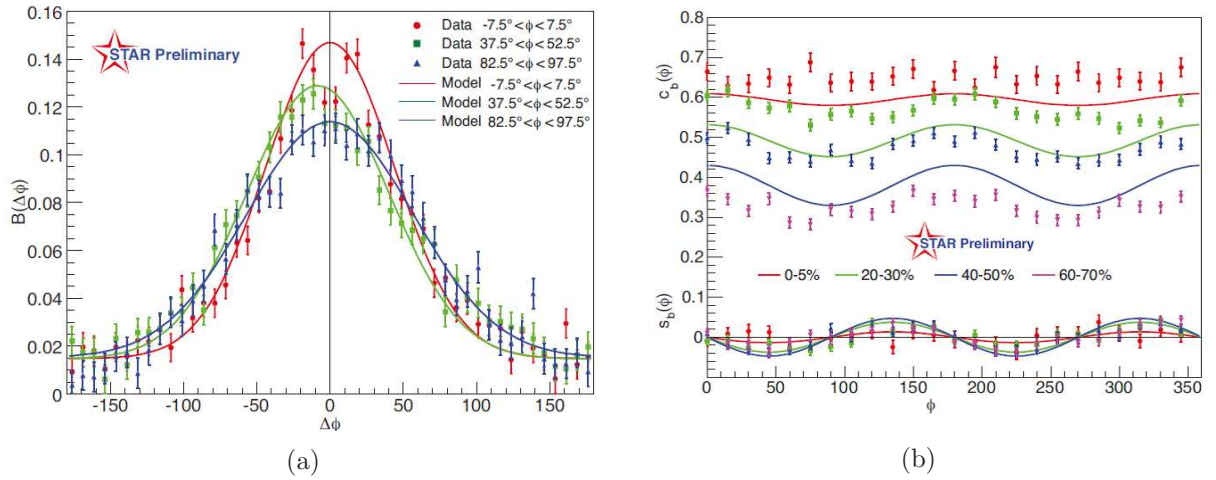 STAR Preliminary
Data -7.5°<ϕ<7.5°
Data 37.5°<ϕ<52.5°
Data 82.5°<ϕ<97.5°
Model -7.5°<ϕ<7.5°
Model 37.5°<ϕ<52.5°
Model 82.5°<ϕ<97.5°
B(Δϕ)
0.16
0.14
0.12
0.1
0.08
0.06
0.04
0.02
0
-150 -100 -50 0 50 100 150
Δϕ
(a)
c_b(ϕ)
0.8
0.7
0.6
0.5
0.4
0.3
STAR Preliminary
0-5% 20-30% 40-50% 60-70%
s_b(ϕ)
0.1
0.04
0
0 50 100 150 200 250 300 350
ϕ
(b)